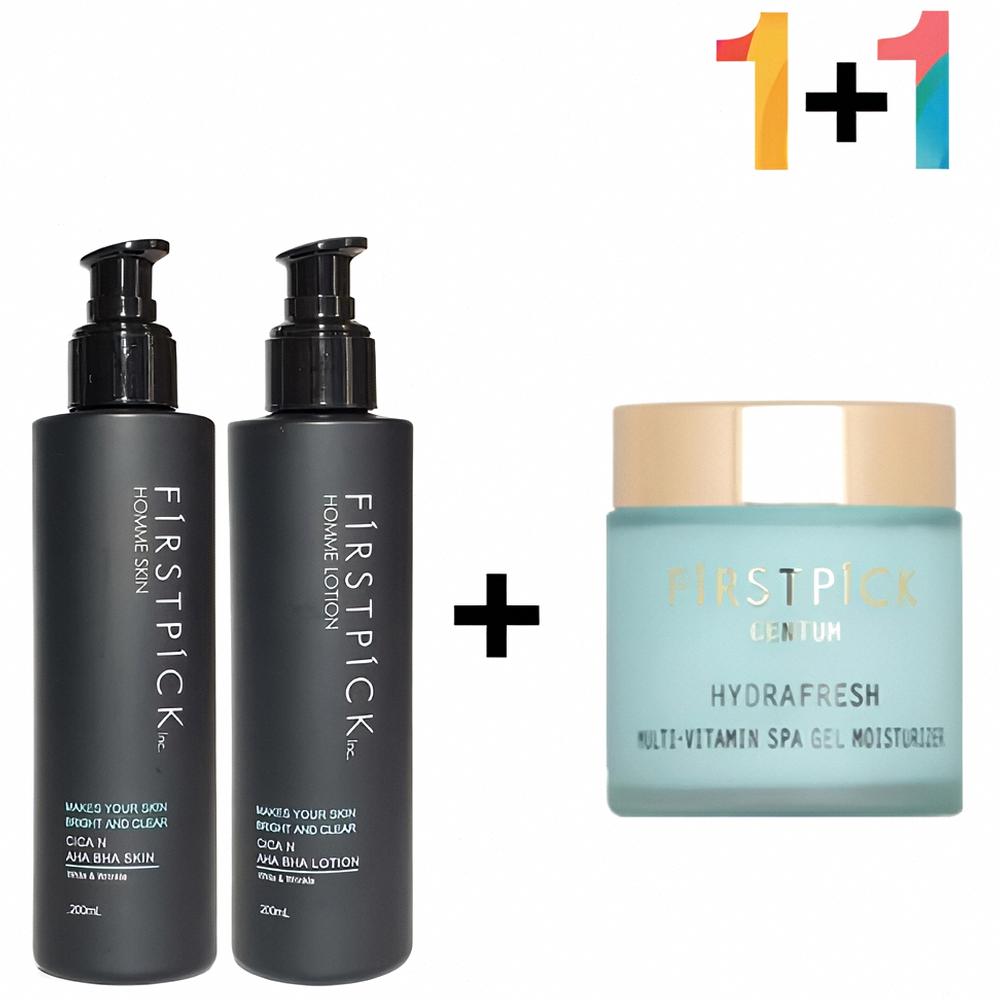 1+1
FIRSTPICK Inc.
HOMME SKIN
MAKES YOUR SKIN
BRIGHT AND CLEAR
CICA N
AHA BHA SKIN
200mL
FIRSTPICK Inc.
HOMME LOTION
MAKES YOUR SKIN
BRIGHT AND CLEAR
CICA N
AHA BHA LOTION
200mL
+
FIRSTPICK
CENTUM
HYDRAFRESH
MULTI-VITAMIN SPA GEL MOISTURIZER